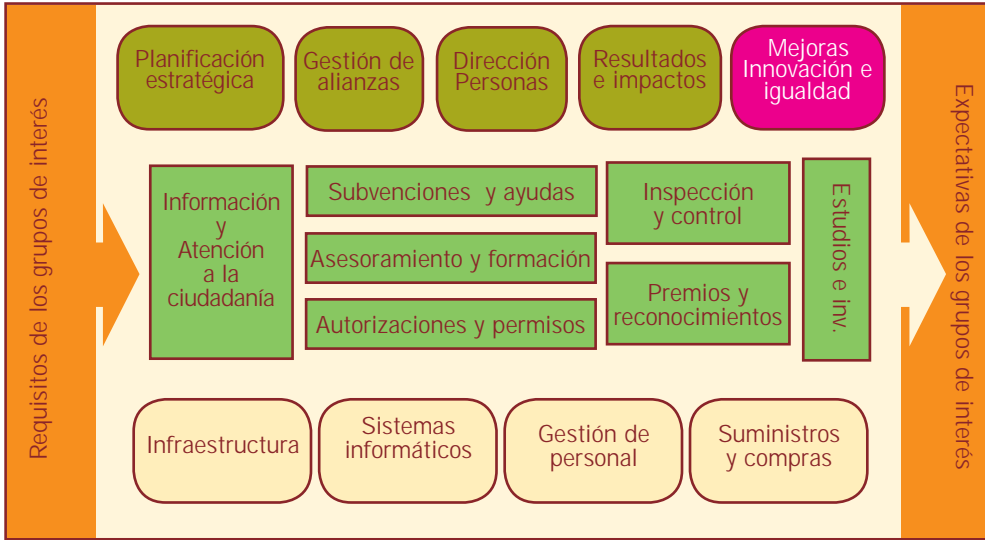 Requisitos de los grupos de interés
Planificación
estratégica
Gestión de
alianzas
Dirección
Personas
Resultados
e impactos
Mejoras
Innovación e
igualdad
Información
y
Atención
a la
ciudadanía
Subvenciones y ayudas
Asesoramiento y formación
Autorizaciones y permisos
Inspección
y control
Premios y
reconocimientos
Estudios e inv.
Infraestructura
Sistemas
informáticos
Gestión de
personal
Suministros
y compras
Expectativas de los grupos de interés